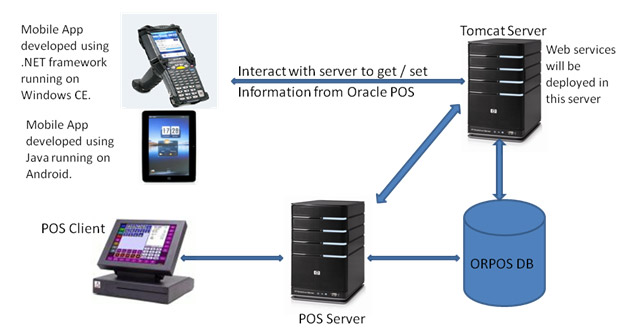 Mobile App
developed using
.NET framework
running on
Windows CE.
Tomcat Server
Web services
will be
deployed in
this server
Interact with server to get / set
Information from Oracle POS
Mobile App
developed using
Java running on
Android.
17:20
POS Client
ORPOS DB
POS Server